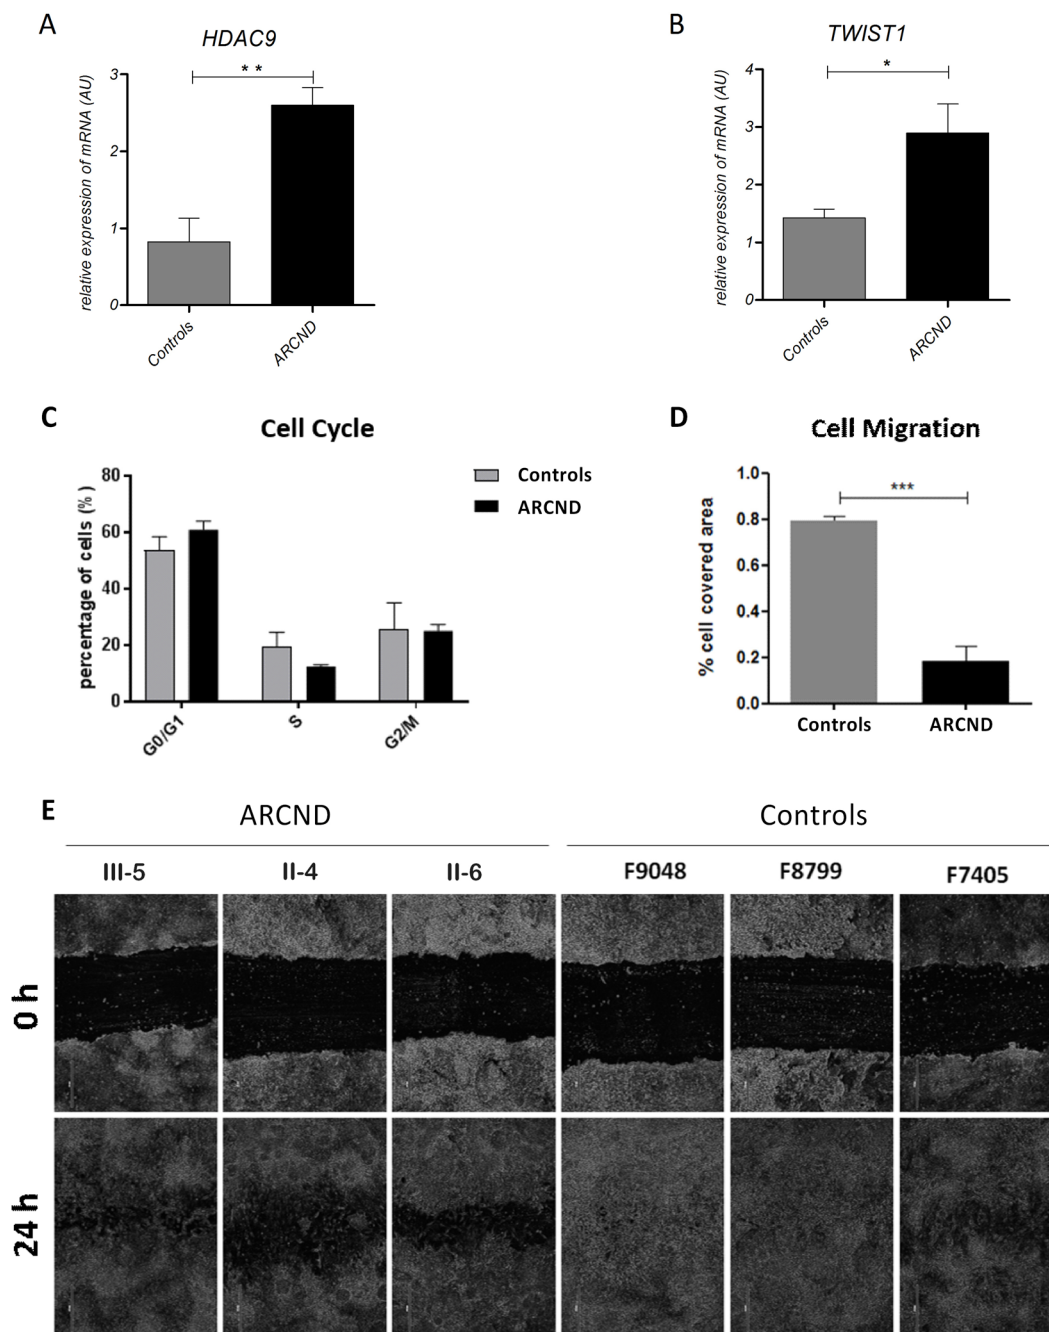 A
HDAC9
relative expression of mRNA (AU)
3
2
1
0
* *
Controls
ARCND
B
TWIST1
relative expression of mRNA (AU)
4
3
2
1
0
*
Controls
ARCND
C
Cell Cycle
percentage of cells (% )
80
60
40
20
0
G0/G1
S
G2/M
Controls
ARCND
D
Cell Migration
% cell covered area
1.0
0.8
0.6
0.4
0.2
0.0
***
Controls
ARCND
E
ARCND
Controls
III-5
II-4
II-6
F9048
F8799
F7405
0 h
24 h